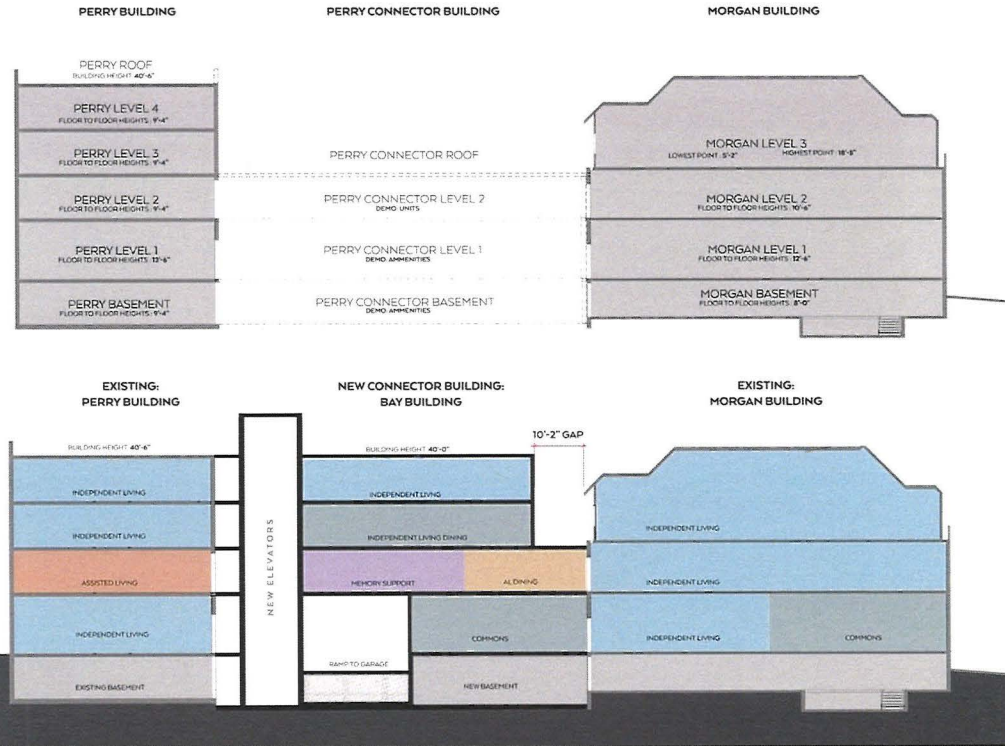 PERRY BUILDING
PERRY CONNECTOR BUILDING
MORGAN BUILDING
PERRY ROOF
BUILDING HEIGHT: 40'-6"
PERRY LEVEL 4
FLOOR TO FLOOR HEIGHTS : 9'-4"
PERRY LEVEL 3
FLOOR TO FLOOR HEIGHTS : 9'-4"
PERRY LEVEL 2
FLOOR TO FLOOR HEIGHTS : 9'-4"
PERRY LEVEL 1
FLOOR TO FLOOR HEIGHTS : 13'-6"
PERRY BASEMENT
FLOOR TO FLOOR HEIGHTS : 9'-4"
PERRY CONNECTOR ROOF
PERRY CONNECTOR LEVEL 2
DEMO: UNITS
PERRY CONNECTOR LEVEL 1
DEMO: AMMENITIES
PERRY CONNECTOR BASEMENT
DEMO: AMMENITIES
MORGAN LEVEL 3
LOWEST POINT : 5'-2" HIGHEST POINT : 18'-8"
MORGAN LEVEL 2
FLOOR TO FLOOR HEIGHTS : 10'-6"
MORGAN LEVEL 1
FLOOR TO FLOOR HEIGHTS : 12'-6"
MORGAN BASEMENT
FLOOR TO FLOOR HEIGHTS : 8'-0"
EXISTING:
PERRY BUILDING
NEW CONNECTOR BUILDING:
BAY BUILDING
EXISTING:
MORGAN BUILDING
BUILDING HEIGHT: 40'-6"
INDEPENDENT LIVING
INDEPENDENT LIVING
ASSISTED LIVING
INDEPENDENT LIVING
EXISTING BASEMENT
NEW ELEVATORS
BUILDING HEIGHT: 40'-0"
10'-2" GAP
INDEPENDENT LIVING
INDEPENDENT LIVING DINING
MEMORY SUPPORT
AL DINING
COMMONS
RAMP TO GARAGE
NEW BASEMENT
INDEPENDENT LIVING
INDEPENDENT LIVING
INDEPENDENT LIVING
COMMONS